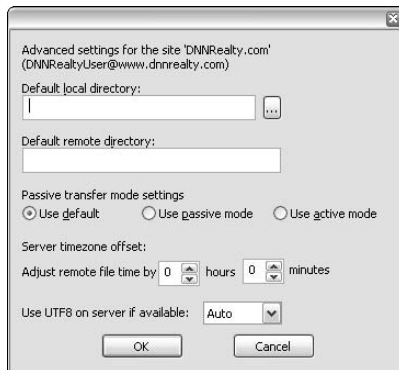 Advanced settings for the site 'DNNRealty.com'
(DNNRealtyUser@www.dnnrealty.com)
Default local directory:
...
Default remote directory:
Passive transfer mode settings
Use default Use passive mode Use active mode
Server timezone offset:
Adjust remote file time by 0 hours 0 minutes
Use UTF8 on server if available: Auto
OK Cancel